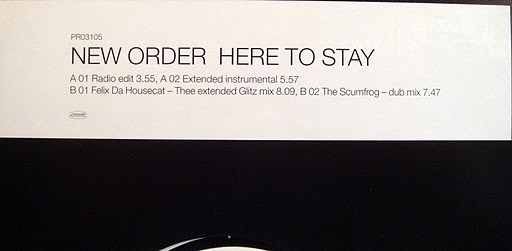 PR03105
NEW ORDER HERE TO STAY
A 01 Radio edit 3.55, A 02 Extended instrumental 5.57
B 01 Felix Da Housecat – Thee extended Glitz mix 8.09, B 02 The Scumfrog – dub mix 7.47